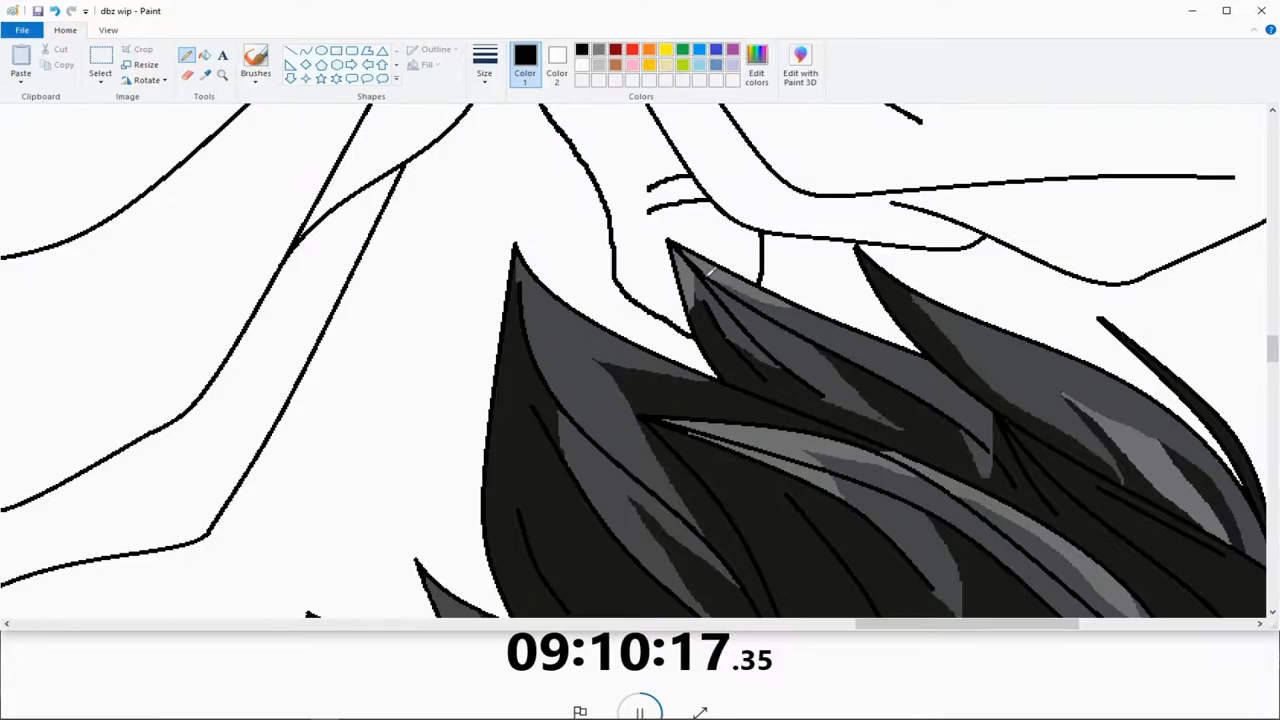 dbz wip - Paint
File Home View
Paste
Cut
Copy
Clipboard
Select
Crop
Resize
Rotate
Image
A
Tools
Brushes
Shapes
Outline
Fill
Size
Color
1
Color
2
Colors
Edit
colors
Edit with
Paint 3D
09:10:17.35